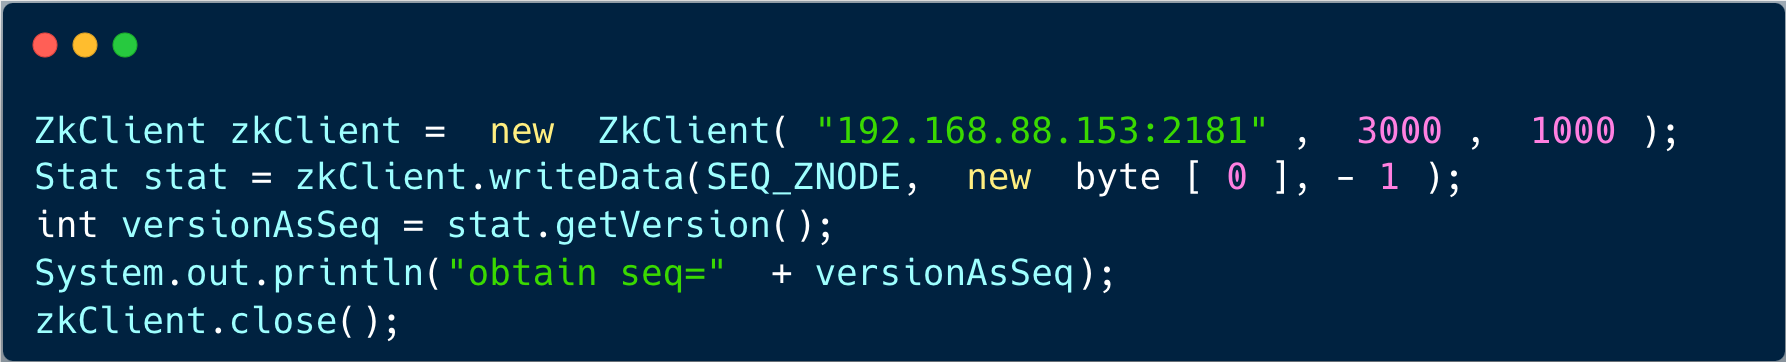 ZkClient zkClient =  new  ZkClient( "192.168.88.153:2181" ,  3000 ,  1000 );
Stat stat = zkClient.writeData(SEQ_ZNODE,  new  byte [ 0 ], - 1 );
int versionAsSeq = stat.getVersion();
System.out.println("obtain seq="  + versionAsSeq);
zkClient.close();